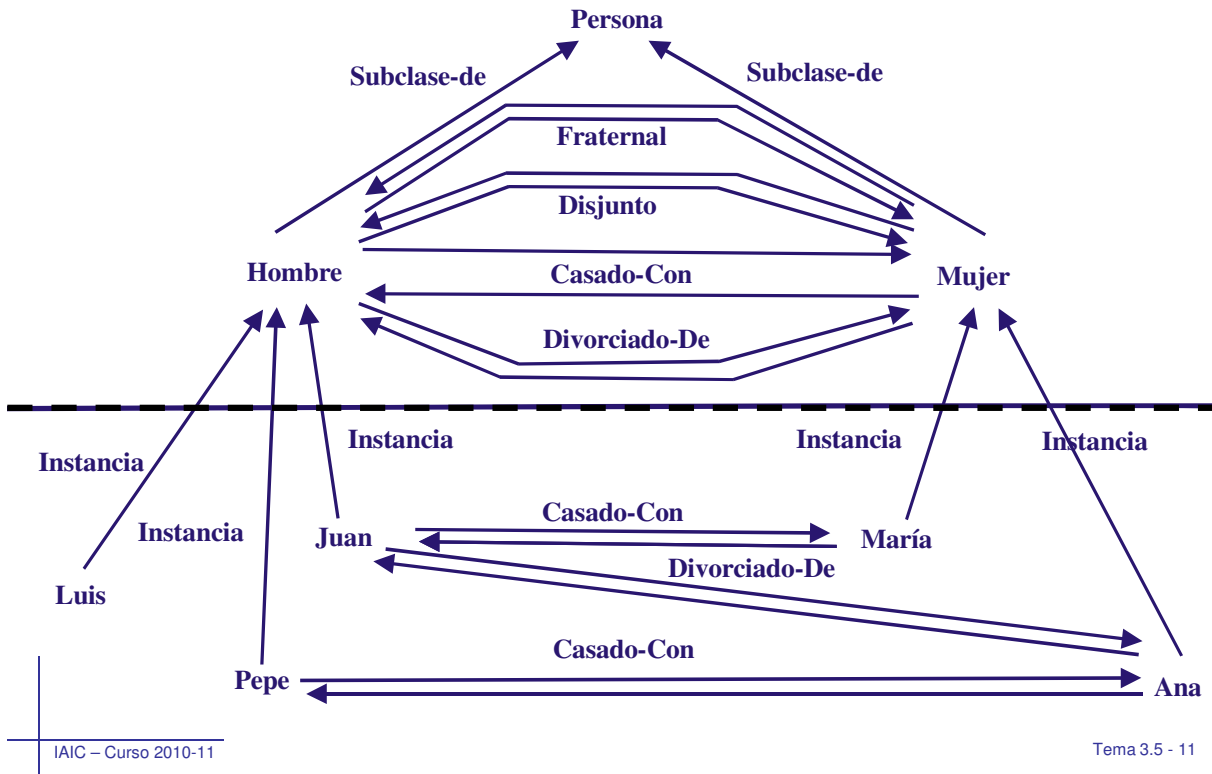 Persona
Subclase-de
Subclase-de
Fraternal
Disjunto
Hombre
Casado-Con
Mujer
Divorciado-De
Instancia
Instancia
Instancia
Instancia
Instancia
Casado-Con
Juan
María
Divorciado-De
Luis
Casado-Con
Pepe
Ana
IAIC – Curso 2010-11
Tema 3.5 - 11